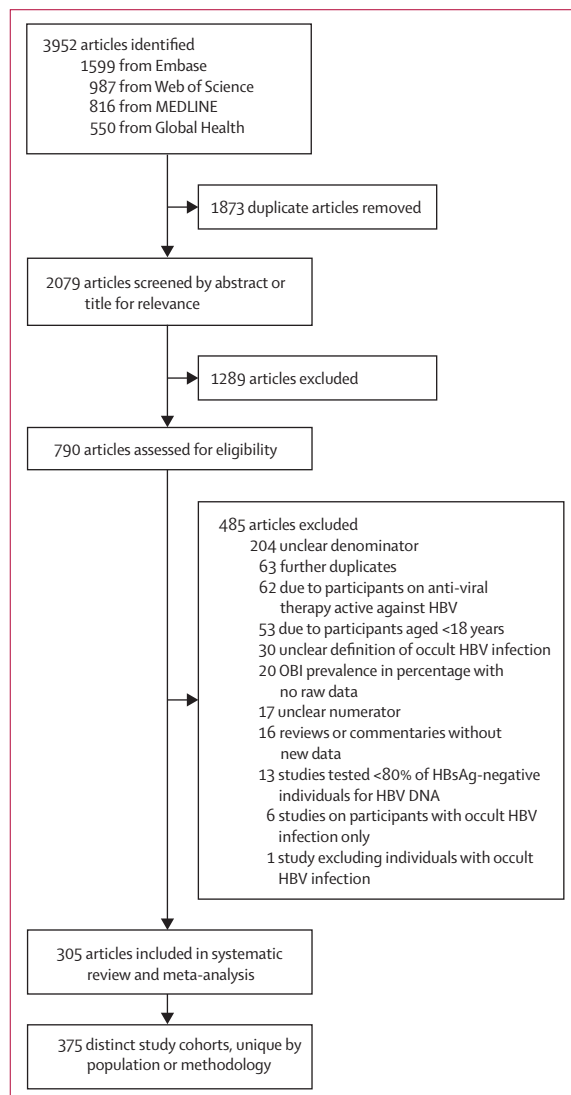 3952 articles identified
1599 from Embase
987 from Web of Science
816 from MEDLINE
550 from Global Health
1873 duplicate articles removed
2079 articles screened by abstract or
title for relevance
1289 articles excluded
790 articles assessed for eligibility
485 articles excluded
204 unclear denominator
63 further duplicates
62 due to participants on anti-viral
therapy active against HBV
53 due to participants aged <18 years
30 unclear definition of occult HBV infection
20 OBI prevalence in percentage with
no raw data
17 unclear numerator
16 reviews or commentaries without
new data
13 studies tested <80% of HBsAg-negative
individuals for HBV DNA
6 studies on participants with occult HBV
infection only
1 study excluding individuals with occult
HBV infection
305 articles included in systematic
review and meta-analysis
375 distinct study cohorts, unique by
population or methodology